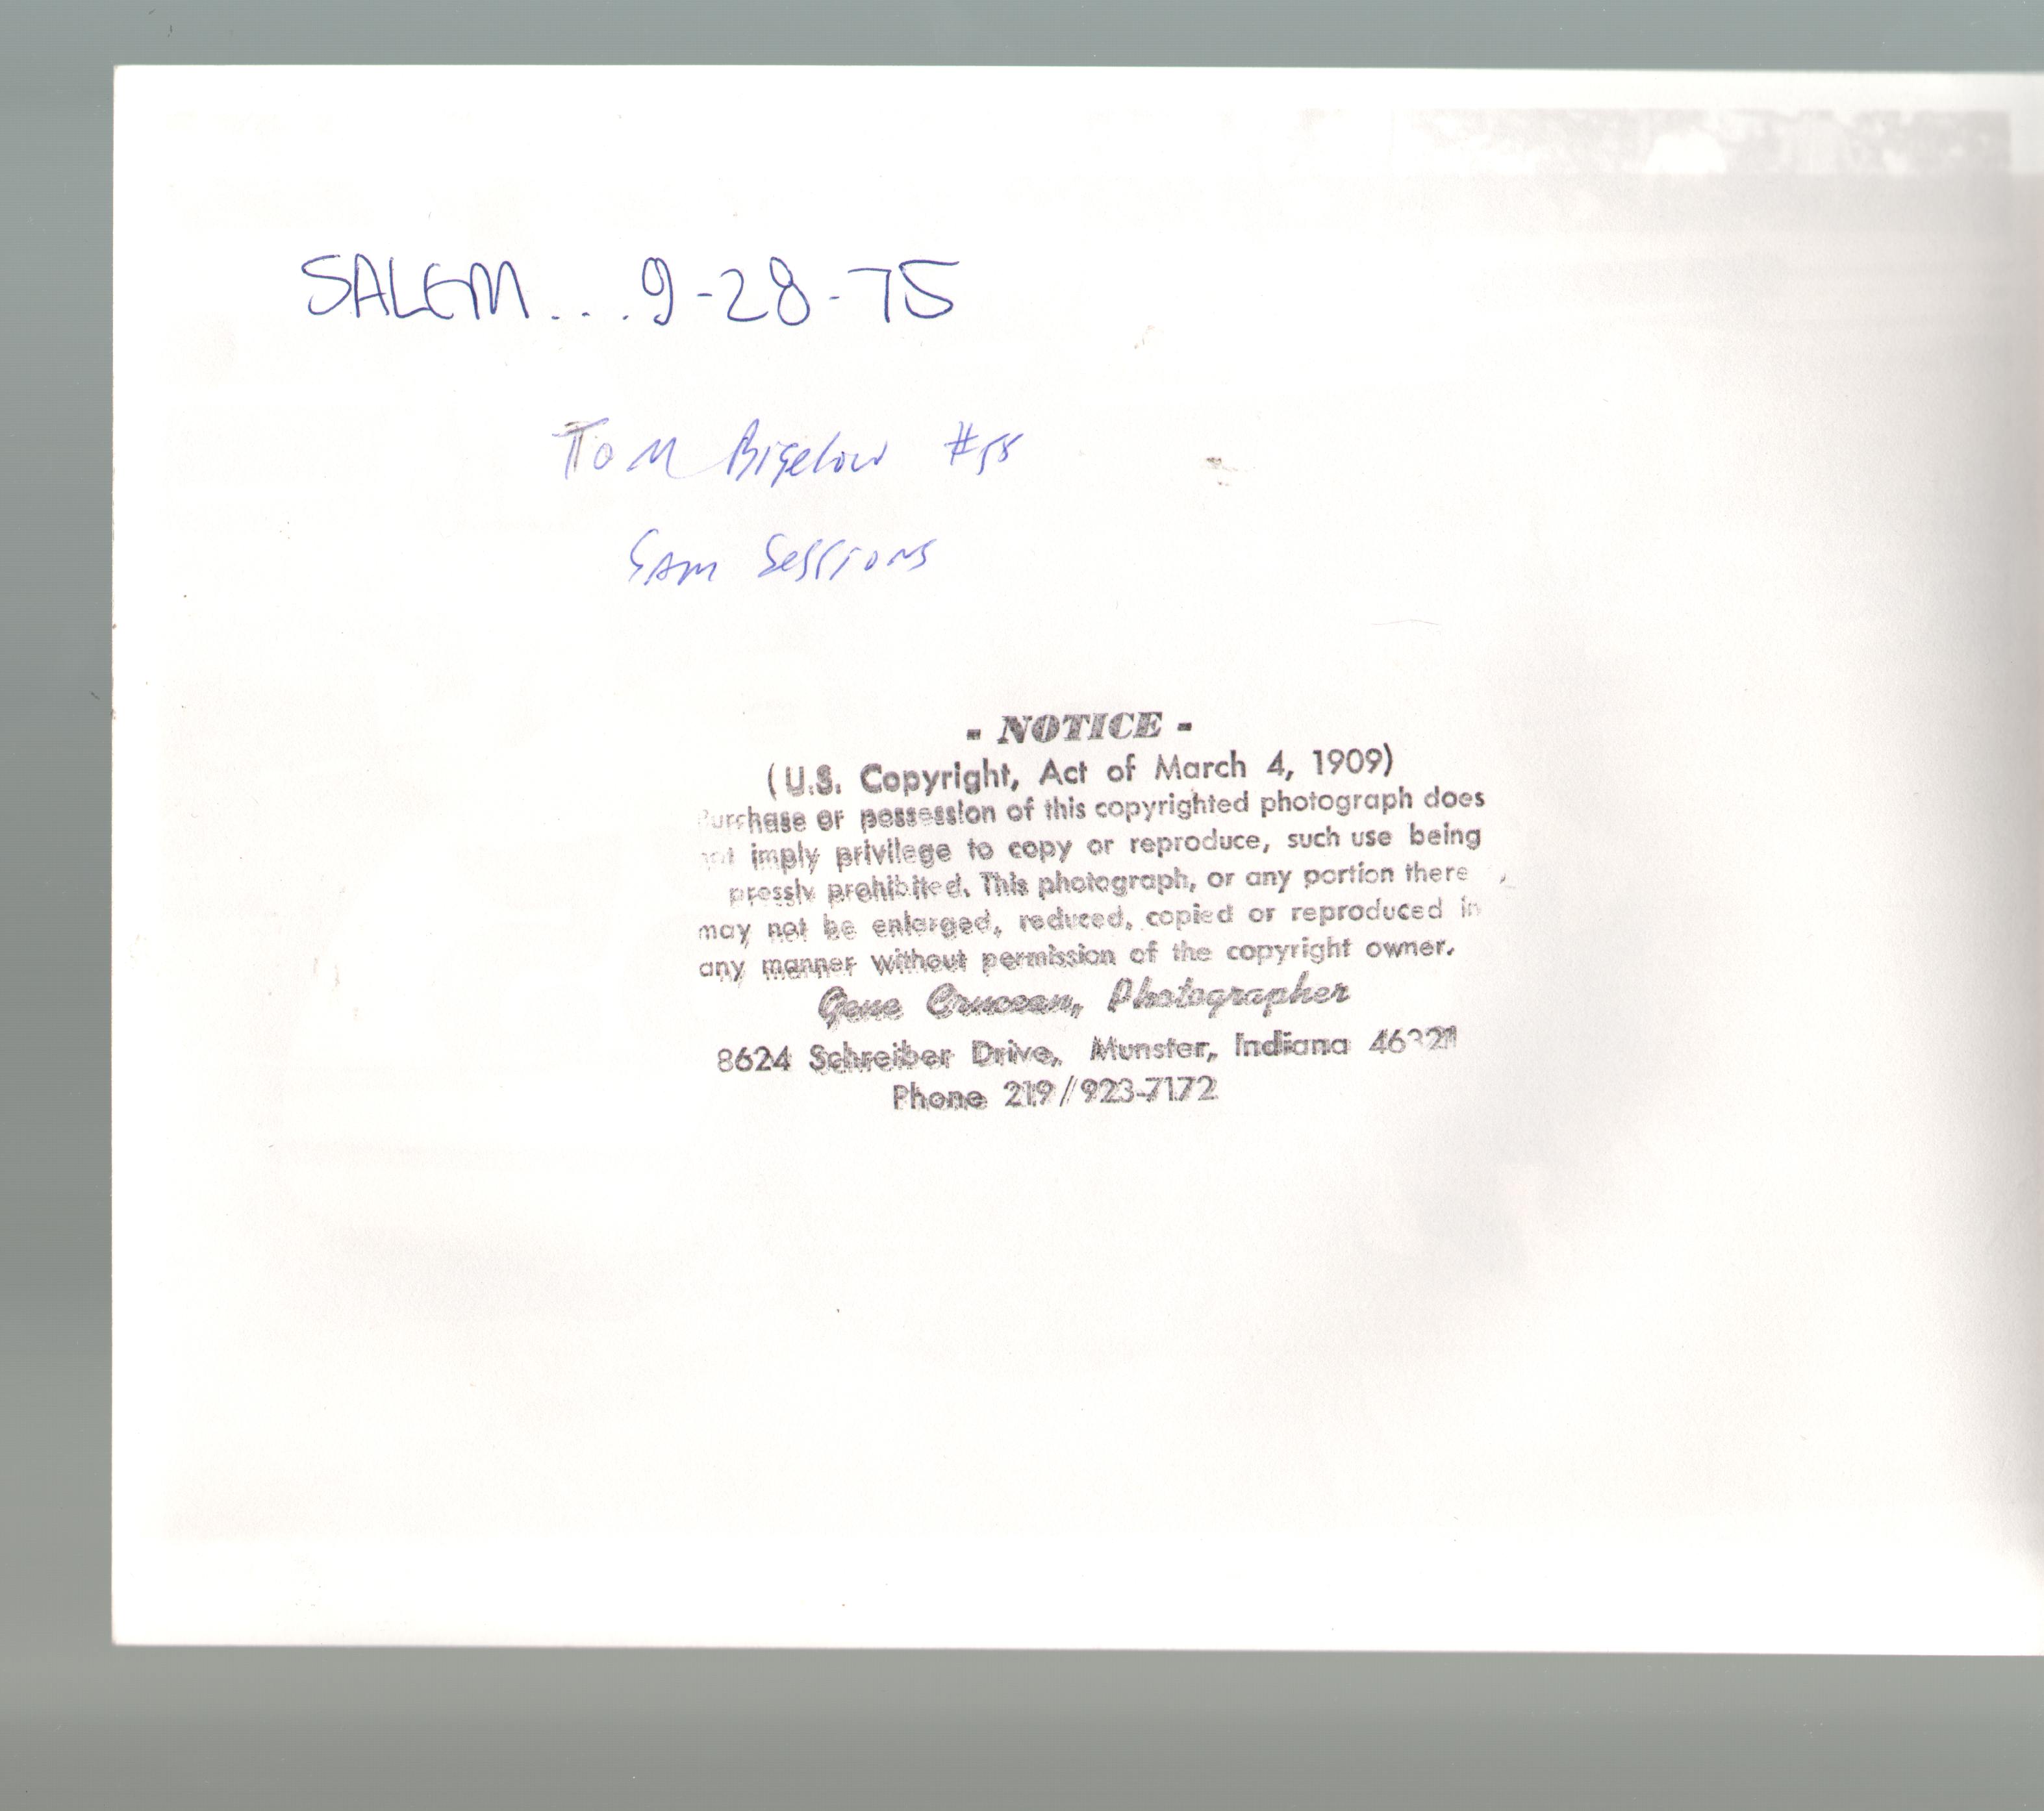 SALEM...9-28-75
Tom Bigelow #58
Sam Sessions
- NOTICE -
(U.S. Copyright, Act of March 4, 1909)
Purchase or possession of this copyrighted photograph does
not imply privilege to copy or reproduce, such use being
pressly prohibited. This photograph, or any portion there
may not be enlarged, reduced, copied or reproduced in
any manner without permission of the copyright owner.
Gene Crucean, Photographer
8624 Schreiber Drive, Munster, Indiana 46321
Phone 219/923-7172